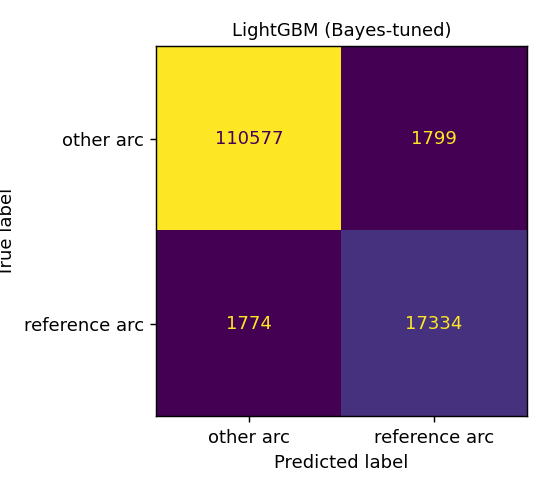 LightGBM (Bayes-tuned)
other arc
110577
1799
True label
reference arc
1774
17334
other arc
reference arc
Predicted label